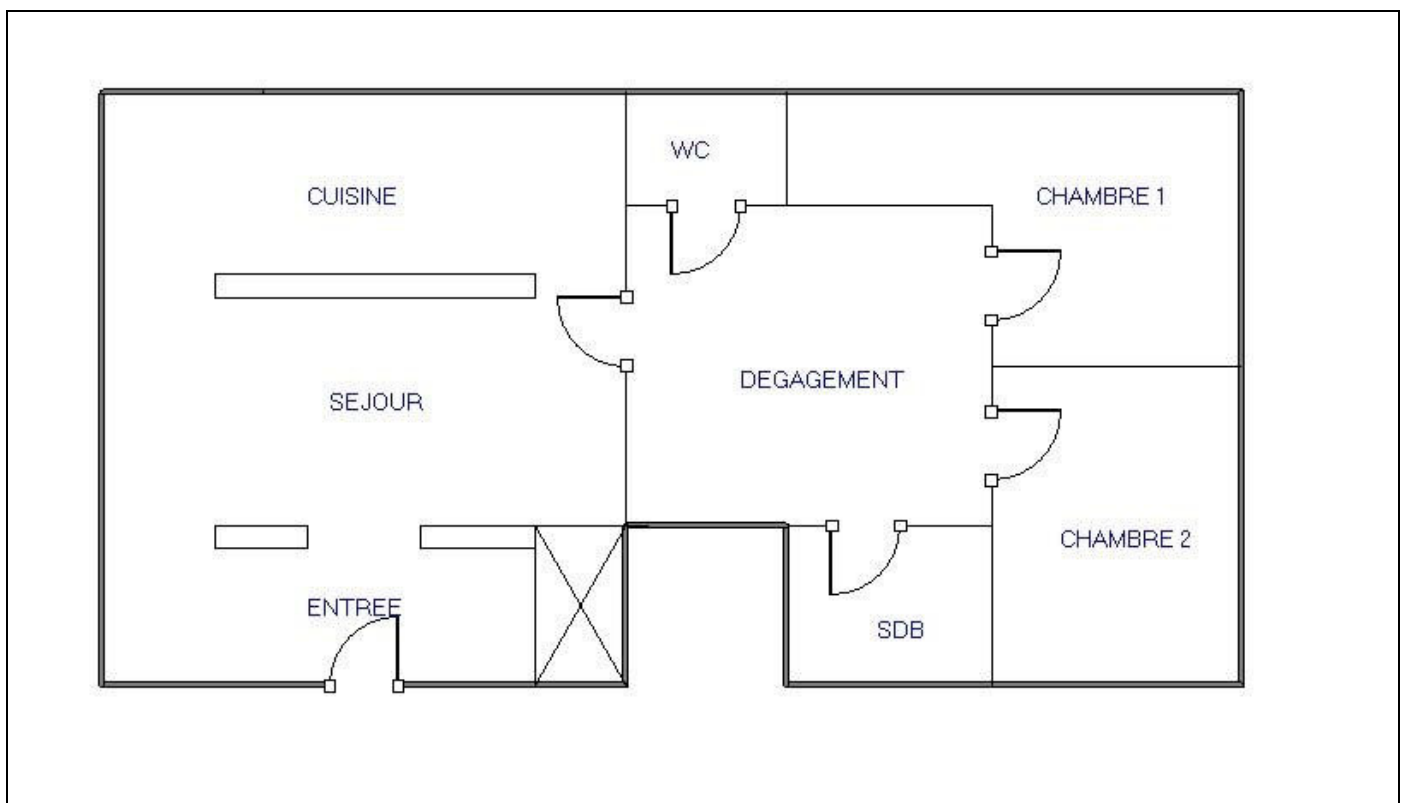 WC
CUISINE
CHAMBRE 1
DEGAGEMENT
SEJOUR
CHAMBRE 2
ENTREE
SDB